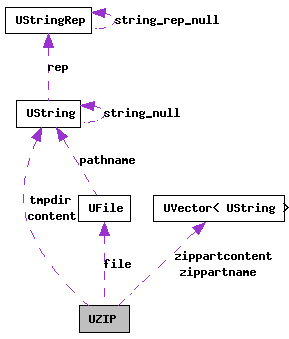 UStringRep
string_rep_null
rep
UString
string_null
pathname
tmpdir
content
UFile
UVector< UString >
zippartcontent
zippartname
file
UZIP